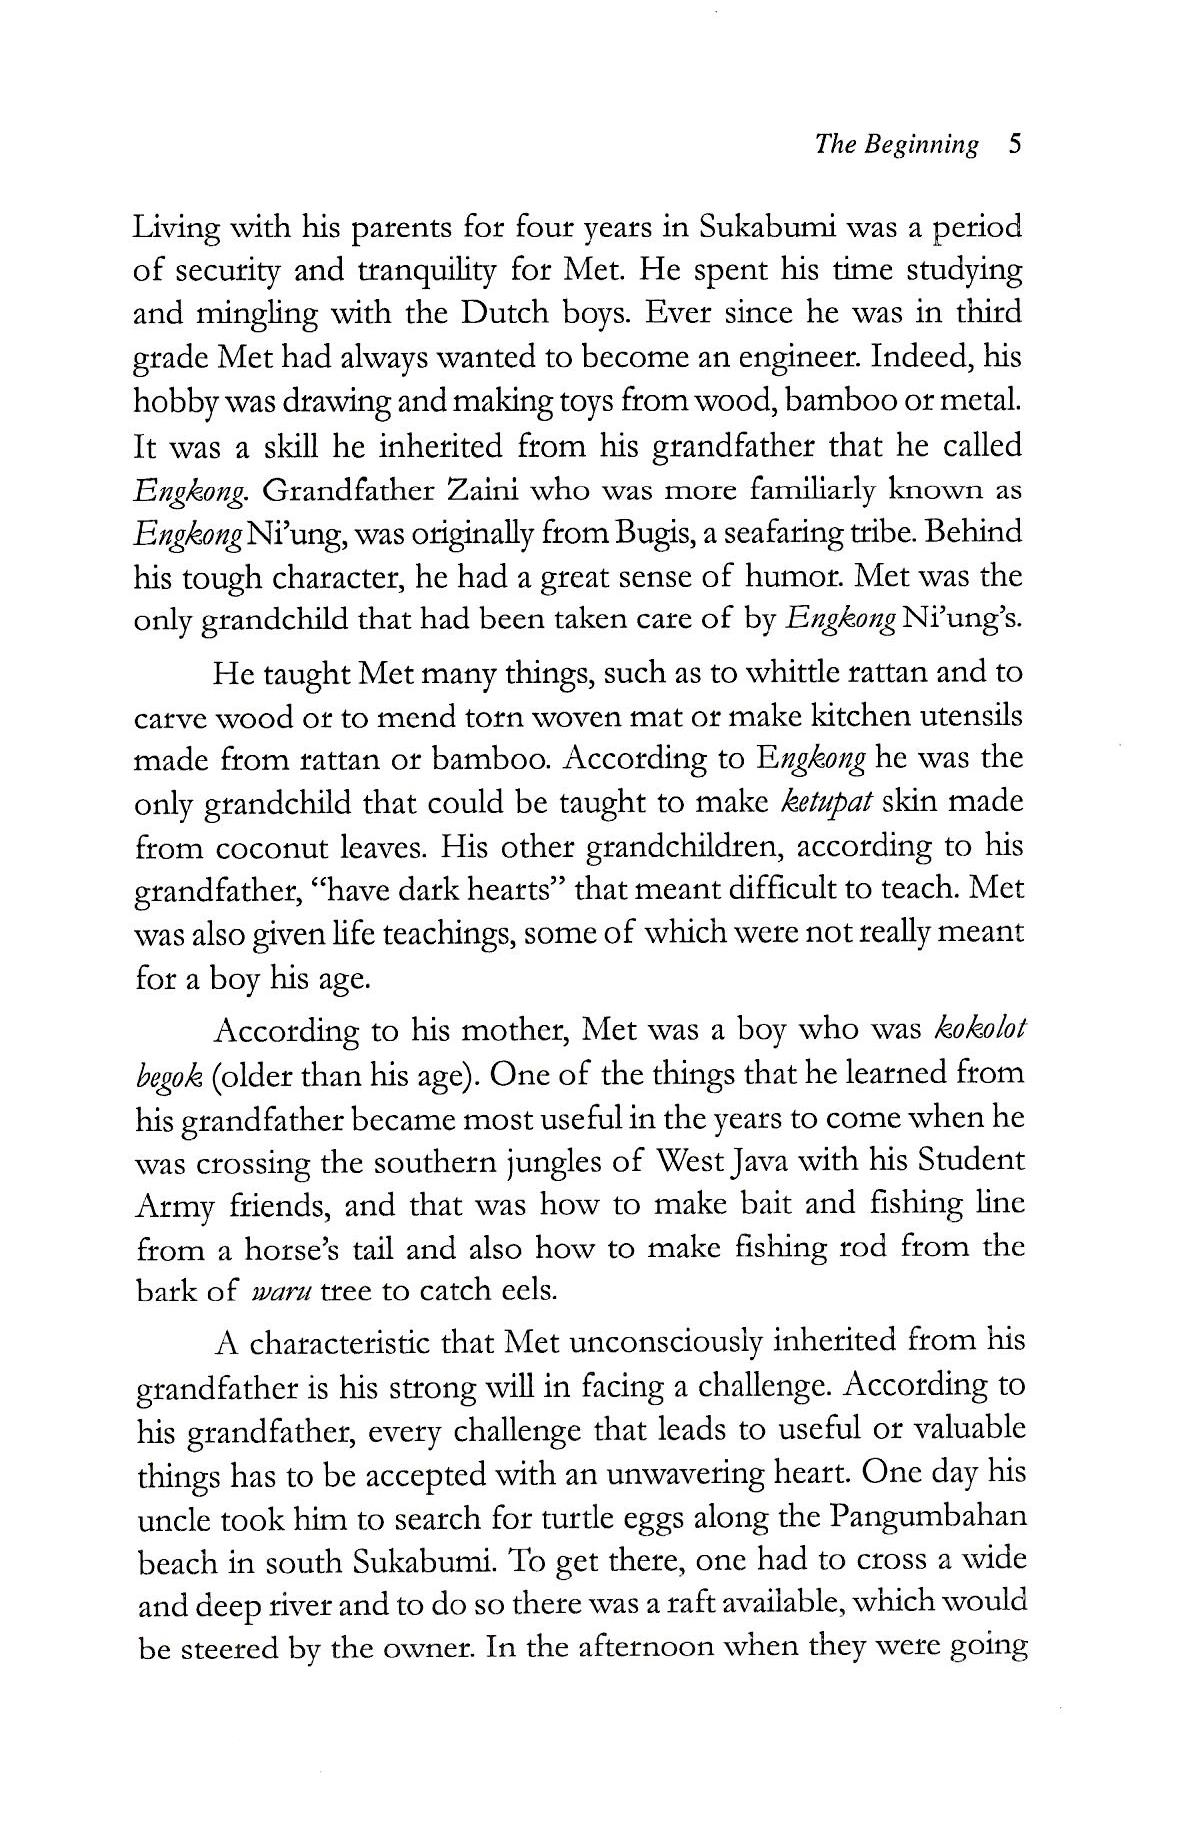 The Beginning 5
Living with his parents for four years in Sukabumi was a period
of security and tranquility for Met. He spent his time studying
and mingling with the Dutch boys. Ever since he was in third
grade Met had always wanted to become an engineer. Indeed, his
hobby was drawing and making toys from wood, bamboo or metal.
It was a skill he inherited from his grandfather that he called
Engkong. Grandfather Zaini who was more familiarly known as
Engkong Ni’ung, was originally from Bugis, a seafaring tribe. Behind
his tough character, he had a great sense of humor. Met was the
only grandchild that had been taken care of by Engkong Ni’ung’s.
He taught Met many things, such as to whittle rattan and to
carve wood or to mend torn woven mat or make kitchen utensils
made from rattan or bamboo. According to Engkong he was the
only grandchild that could be taught to make ketupat skin made
from coconut leaves. His other grandchildren, according to his
grandfather, “have dark hearts” that meant difficult to teach. Met
was also given life teachings, some of which were not really meant
for a boy his age.
According to his mother, Met was a boy who was kokolot
begok (older than his age). One of the things that he learned from
his grandfather became most useful in the years to come when he
was crossing the southern jungles of West Java with his Student
Army friends, and that was how to make bait and fishing line
from a horse’s tail and also how to make fishing rod from the
bark of waru tree to catch eels.
A characteristic that Met unconsciously inherited from his
grandfather is his strong will in facing a challenge. According to
his grandfather, every challenge that leads to useful or valuable
things has to be accepted with an unwavering heart. One day his
uncle took him to search for turtle eggs along the Pangumbahan
beach in south Sukabumi. To get there, one had to cross a wide
and deep river and to do so there was a raft available, which would
be steered by the owner. In the afternoon when they were going